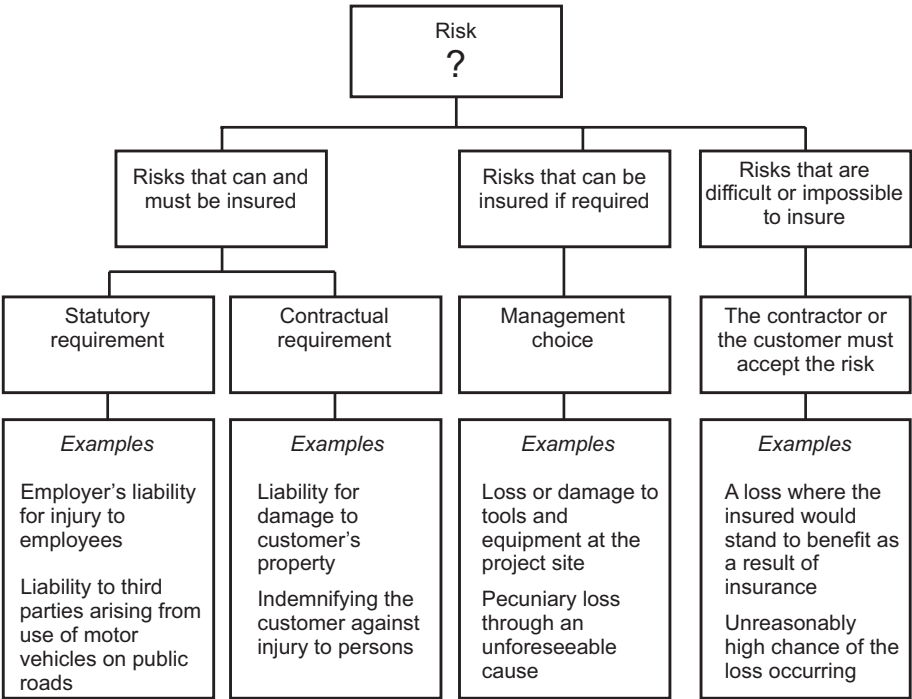 Risk
?
Risks that can and
must be insured
Risks that can be
insured if required
Risks that are
difficult or impossible
to insure
Statutory
requirement
Contractual
requirement
Management
choice
The contractor or
the customer must
accept the risk
Examples
Employer’s liability
for injury to
employees
Liability to third
parties arising from
use of motor
vehicles on public
roads
Examples
Liability for
damage to
customer’s
property
Indemnifying the
customer against
injury to persons
Examples
Loss or damage to
tools and
equipment at the
project site
Pecuniary loss
through an
unforeseeable
cause
Examples
A loss where the
insured would
stand to benefit as
a result of
insurance
Unreasonably
high chance of the
loss occurring